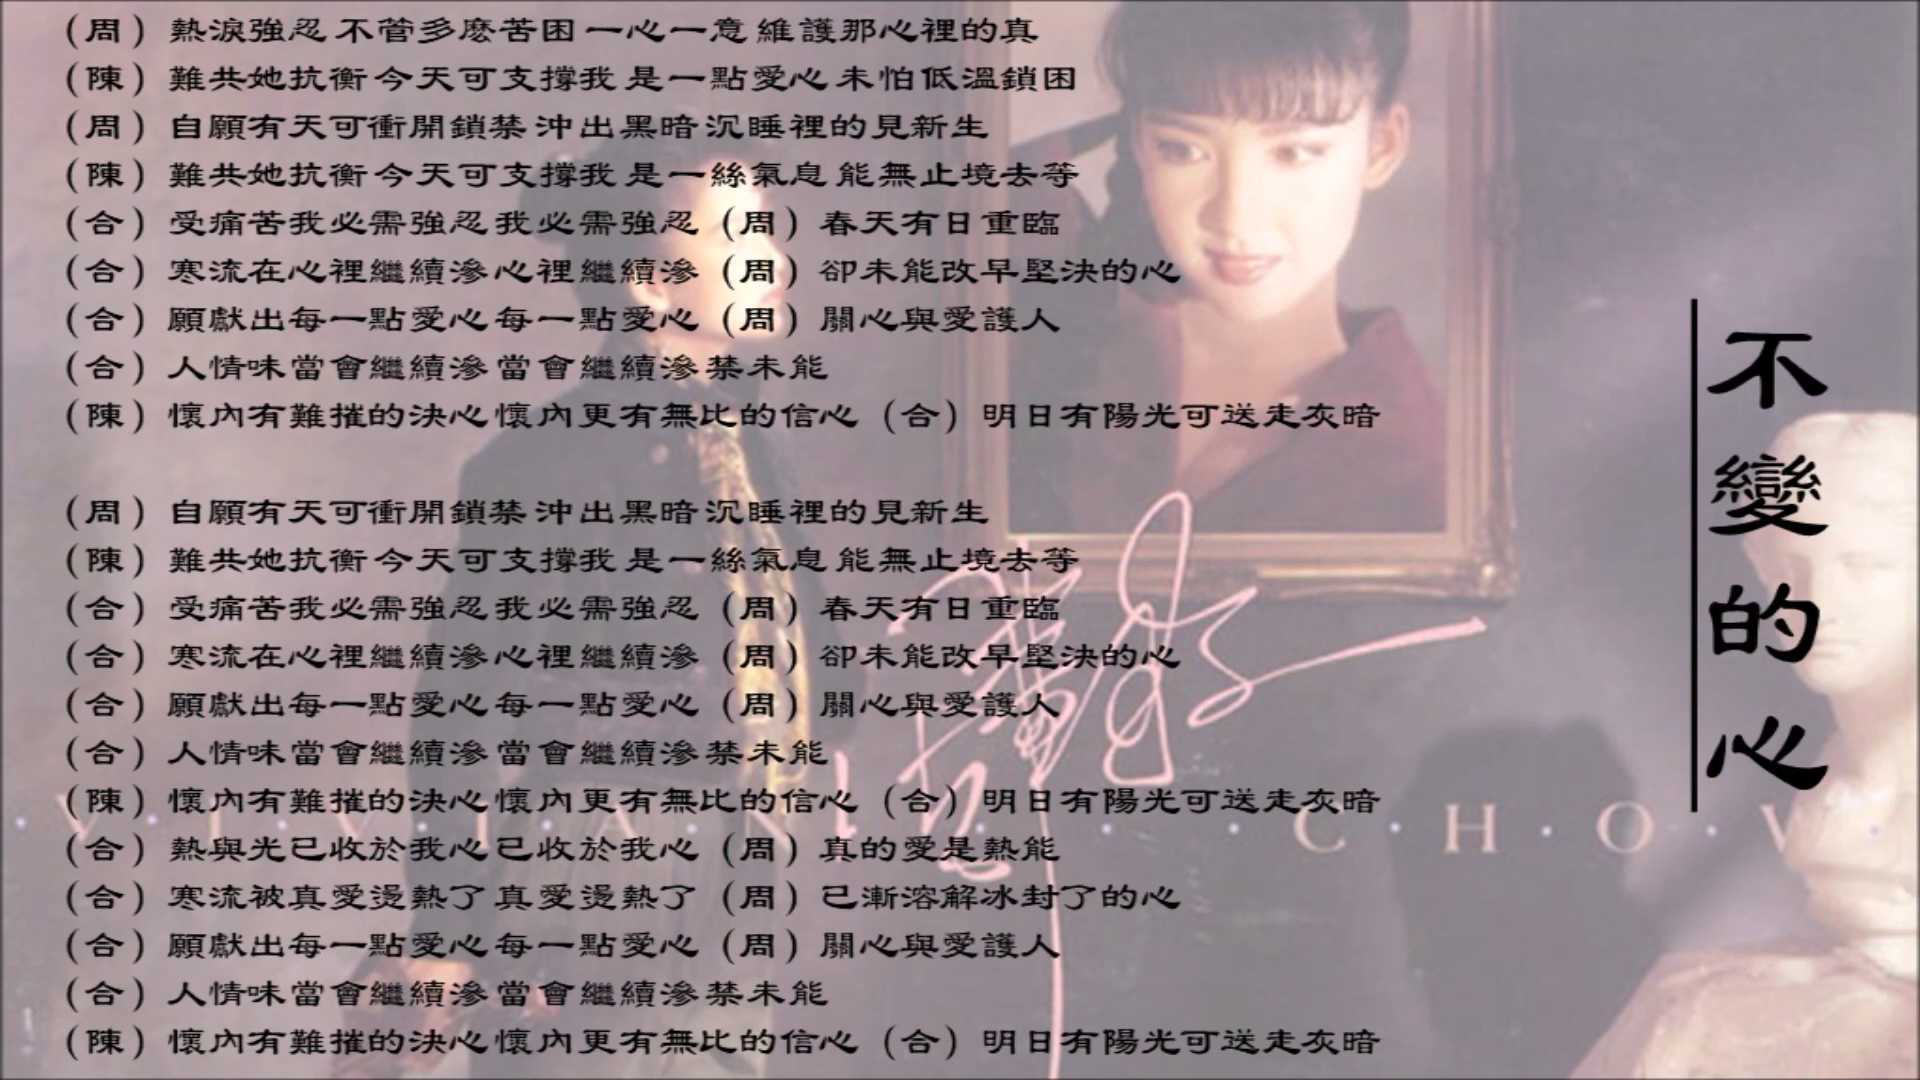 （周）熱淚強忍 不管多麽苦困 一心一意 維護那心裡的真
（陳）難共她抗衡 今天可支撐我 是一點愛心 未怕低溫鎖困
（周）自願有天可衝開鎖禁 沖出黑暗 沉睡裡的見新生
（陳）難共她抗衡 今天可支撐我 是一絲氣息 能無止境去等
（合）受痛苦我必需強忍 我必需強忍（周）春天有日重臨
（合）寒流在心裡繼續滲 心裡繼續滲（周）卻未能改早堅決的心
（合）願獻出每一點愛心 每一點愛心（周）關心與愛護人
（合）人情味當會繼續滲 當會繼續滲 禁未能
（陳）懷內有難摧的決心 懷內更有無比的信心（合）明日有陽光可送走灰暗
（周）自願有天可衝開鎖禁 沖出黑暗 沉睡裡的見新生
（陳）難共她抗衡 今天可支撐我 是一絲氣息 能無止境去等
（合）受痛苦我必需強忍 我必需強忍（周）春天有日重臨
（合）寒流在心裡繼續滲 心裡繼續滲（周）卻未能改早堅決的心
（合）願獻出每一點愛心 每一點愛心（周）關心與愛護人
（合）人情味當會繼續滲 當會繼續滲 禁未能
（陳）懷內有難摧的決心 懷內更有無比的信心（合）明日有陽光可送走灰暗
（合）熱與光已收於我心 已收於我心（周）真的愛是熱能
（合）寒流被真愛燙熱了 真愛燙熱了（周）已漸溶解冰封了的心
（合）願獻出每一點愛心 每一點愛心（周）關心與愛護人
（合）人情味當會繼續滲 當會繼續滲 禁未能
（陳）懷內有難摧的決心 懷內更有無比的信心（合）明日有陽光可送走灰暗
不變的心
V·I·V·I·A·N · · · C·H·O·W